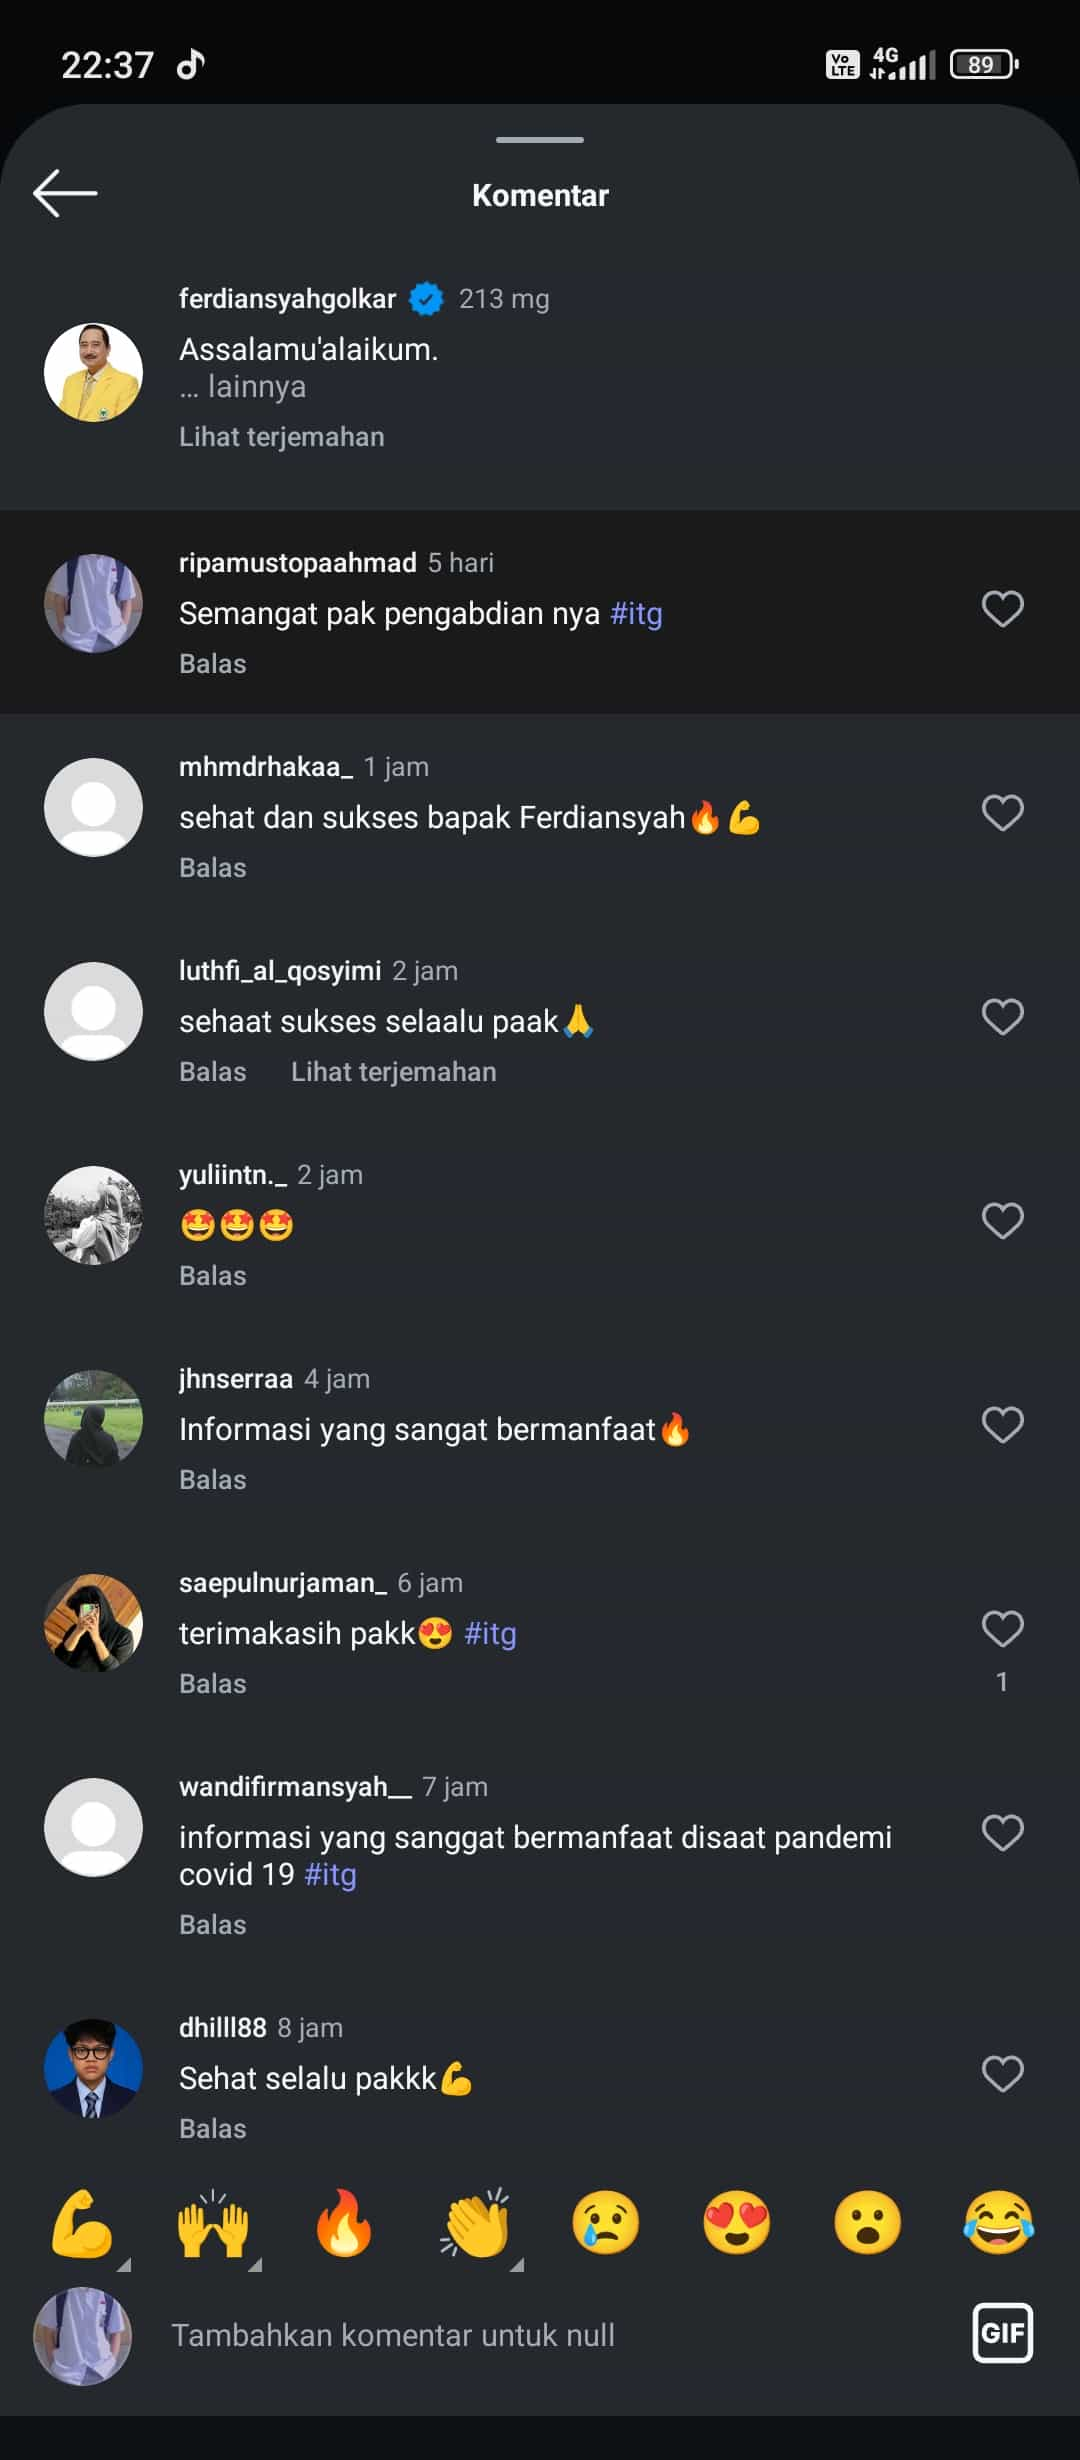 22:37
Vo LTE 4G 89
Komentar
ferdiansyahgolkar 213 mg
Assalamu'alaikum.
... lainnya
Lihat terjemahan
ripamustopaahmad 5 hari
Semangat pak pengabdian nya #itg
Balas
mhmdrhakaa_ 1 jam
sehat dan sukses bapak Ferdiansyah🔥💪
Balas
luthfi_al_qosyimi 2 jam
sehaat sukses selaalu paak🙏
Balas Lihat terjemahan
yuliintn._ 2 jam
🤩🤩🤩
Balas
jhnserraa 4 jam
Informasi yang sangat bermanfaat🔥
Balas
saepulnurjaman_ 6 jam
terimakasih pakk😍 #itg
Balas
1
wandifirmansyah__ 7 jam
informasi yang sanggat bermanfaat disaat pandemi
covid 19 #itg
Balas
dhilll88 8 jam
Sehat selalu pakkk💪
Balas
💪 🙌 🔥 👏 😢 😍 😮 😂
Tambahkan komentar untuk null
GIF